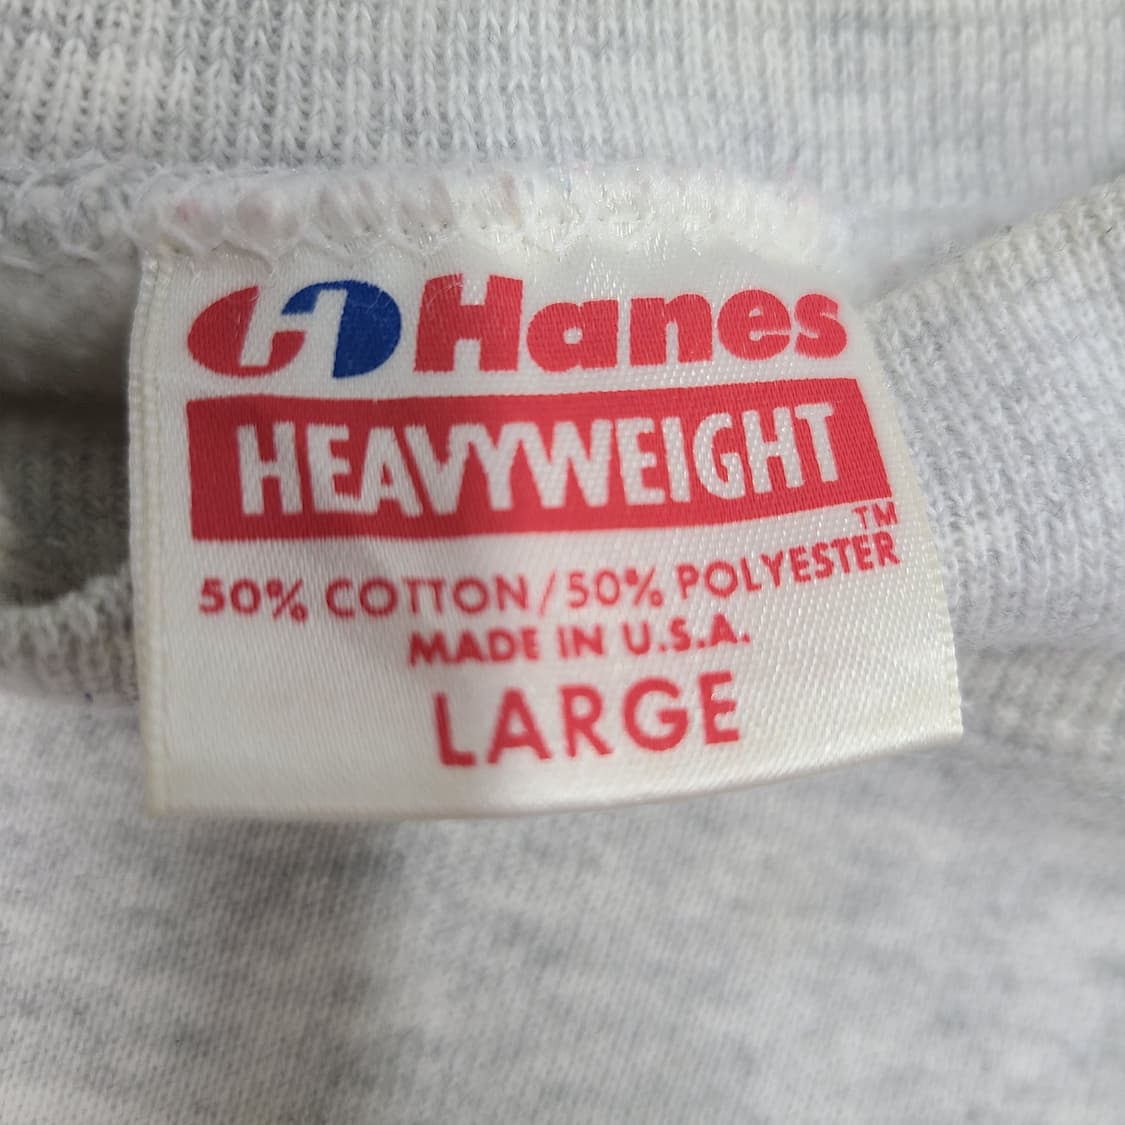 Hanes
HEAVYWEIGHT
TM
50% COTTON/50% POLYESTER
MADE IN U.S.A.
LARGE